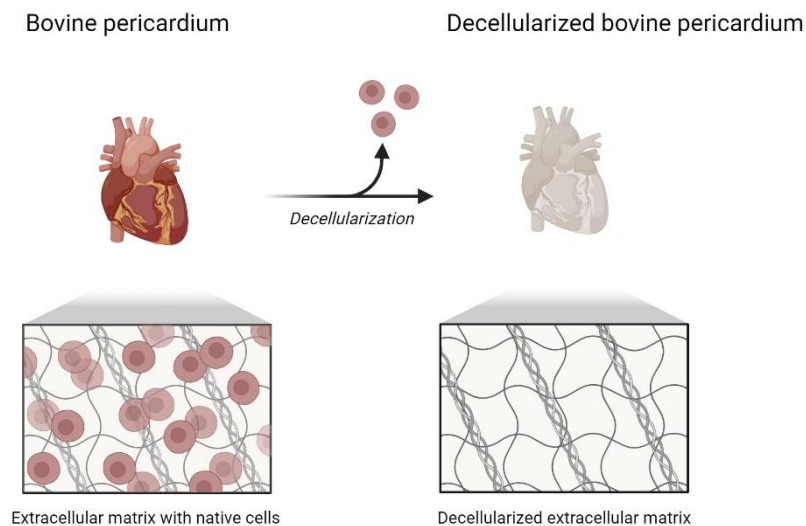 Bovine pericardium
Decellularized bovine pericardium
Decellularization
Extracellular matrix with native cells
Decellularized extracellular matrix